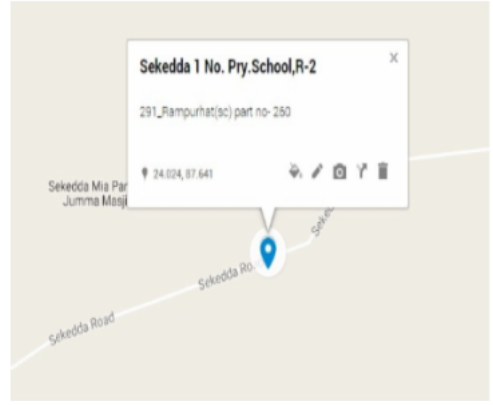 Sekedda 1 No. Pry.School,R-2
291_Rampurhat(sc) part no- 260
24.024, 87.641
Sekedda Mia Par
Jumma Masji
Seked
Sekedda Ro
Sekedda Road